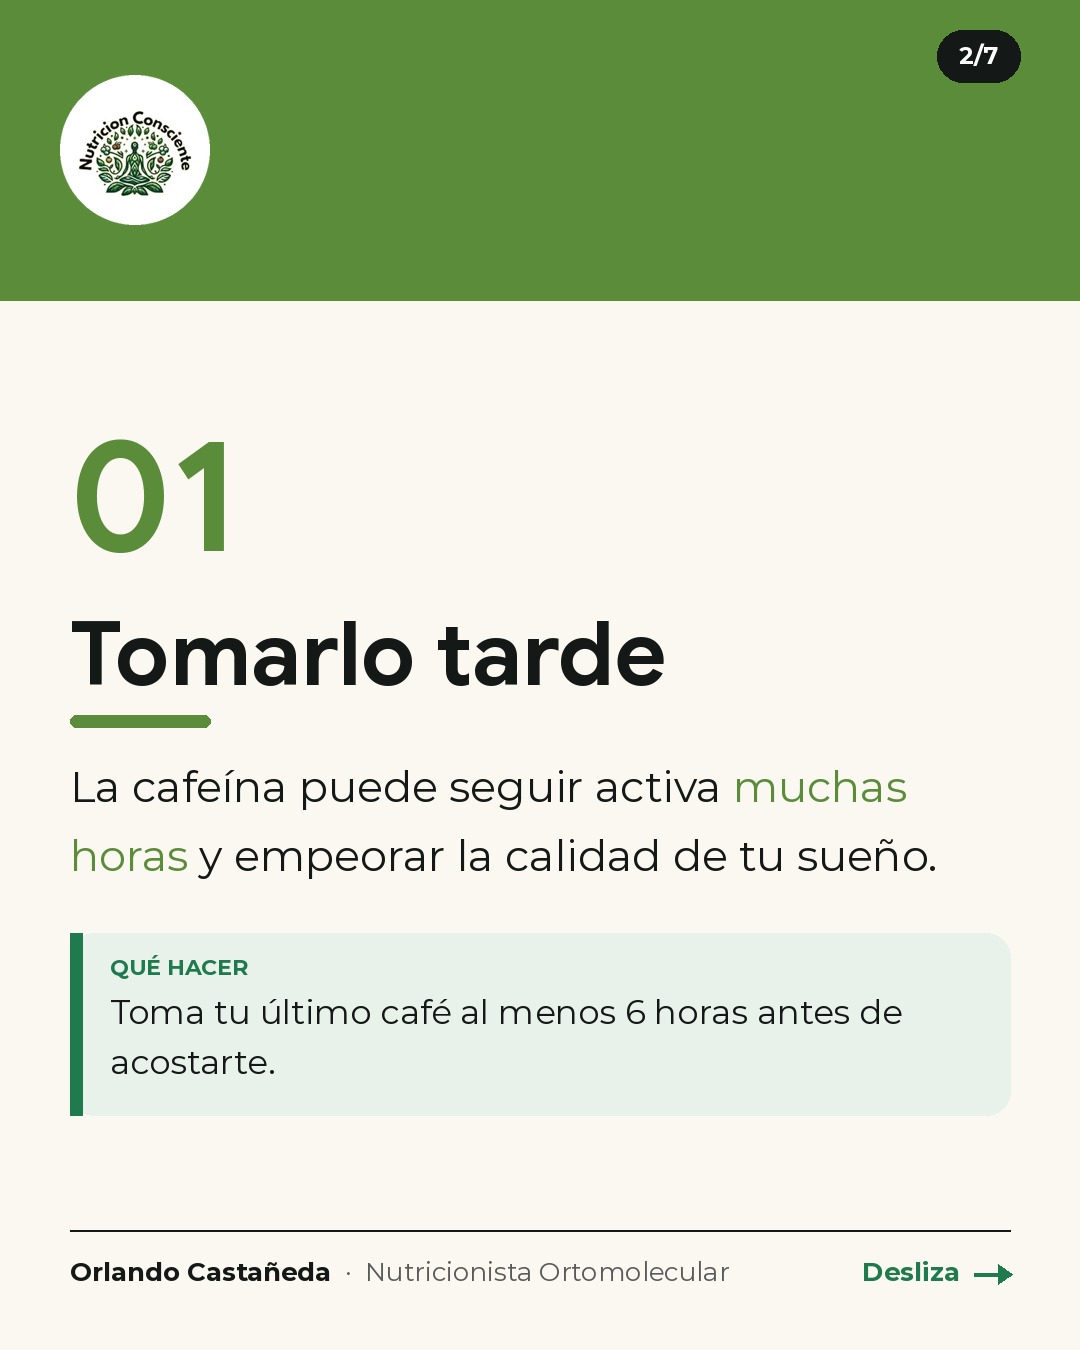 2/7
Nutricion Consciente
01
Tomarlo tarde
La cafeína puede seguir activa muchas
horas y empeorar la calidad de tu sueño.
QUÉ HACER
Toma tu último café al menos 6 horas antes de
acostarte.
Orlando Castañeda · Nutricionista Ortomolecular
Desliza